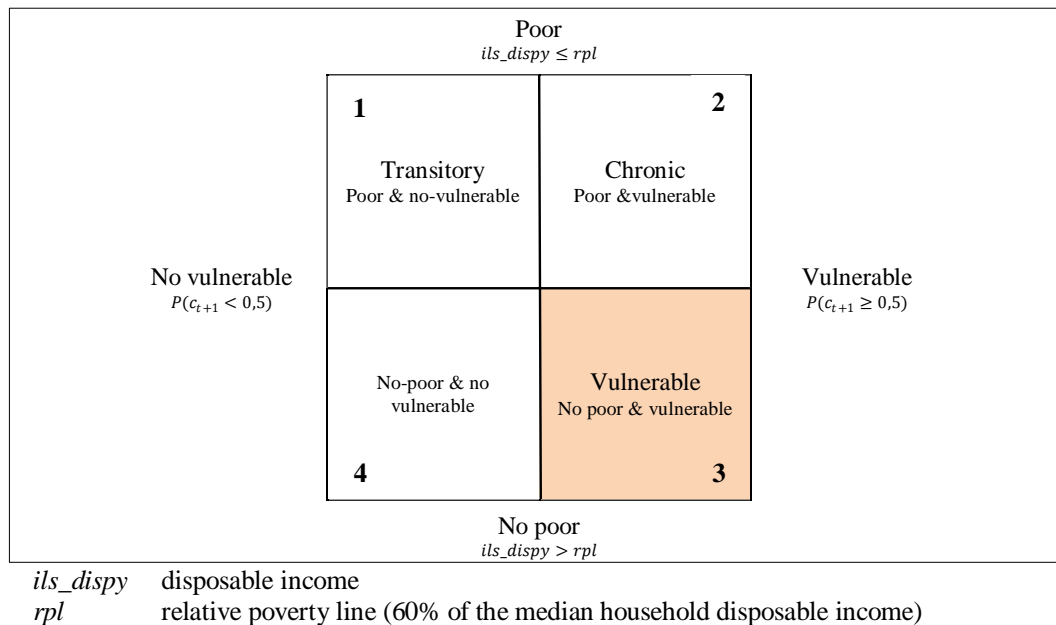 Poor
ils_dispy ≤ rpl
1
2
Transitory
Poor & no-vulnerable
Chronic
Poor &vulnerable
No vulnerable
P(c_{t+1} < 0,5)
Vulnerable
P(c_{t+1} ≥ 0,5)
No-poor & no
vulnerable
Vulnerable
No poor & vulnerable
4
3
No poor
ils_dispy > rpl
ils_dispy disposable income
rpl relative poverty line (60% of the median household disposable income)